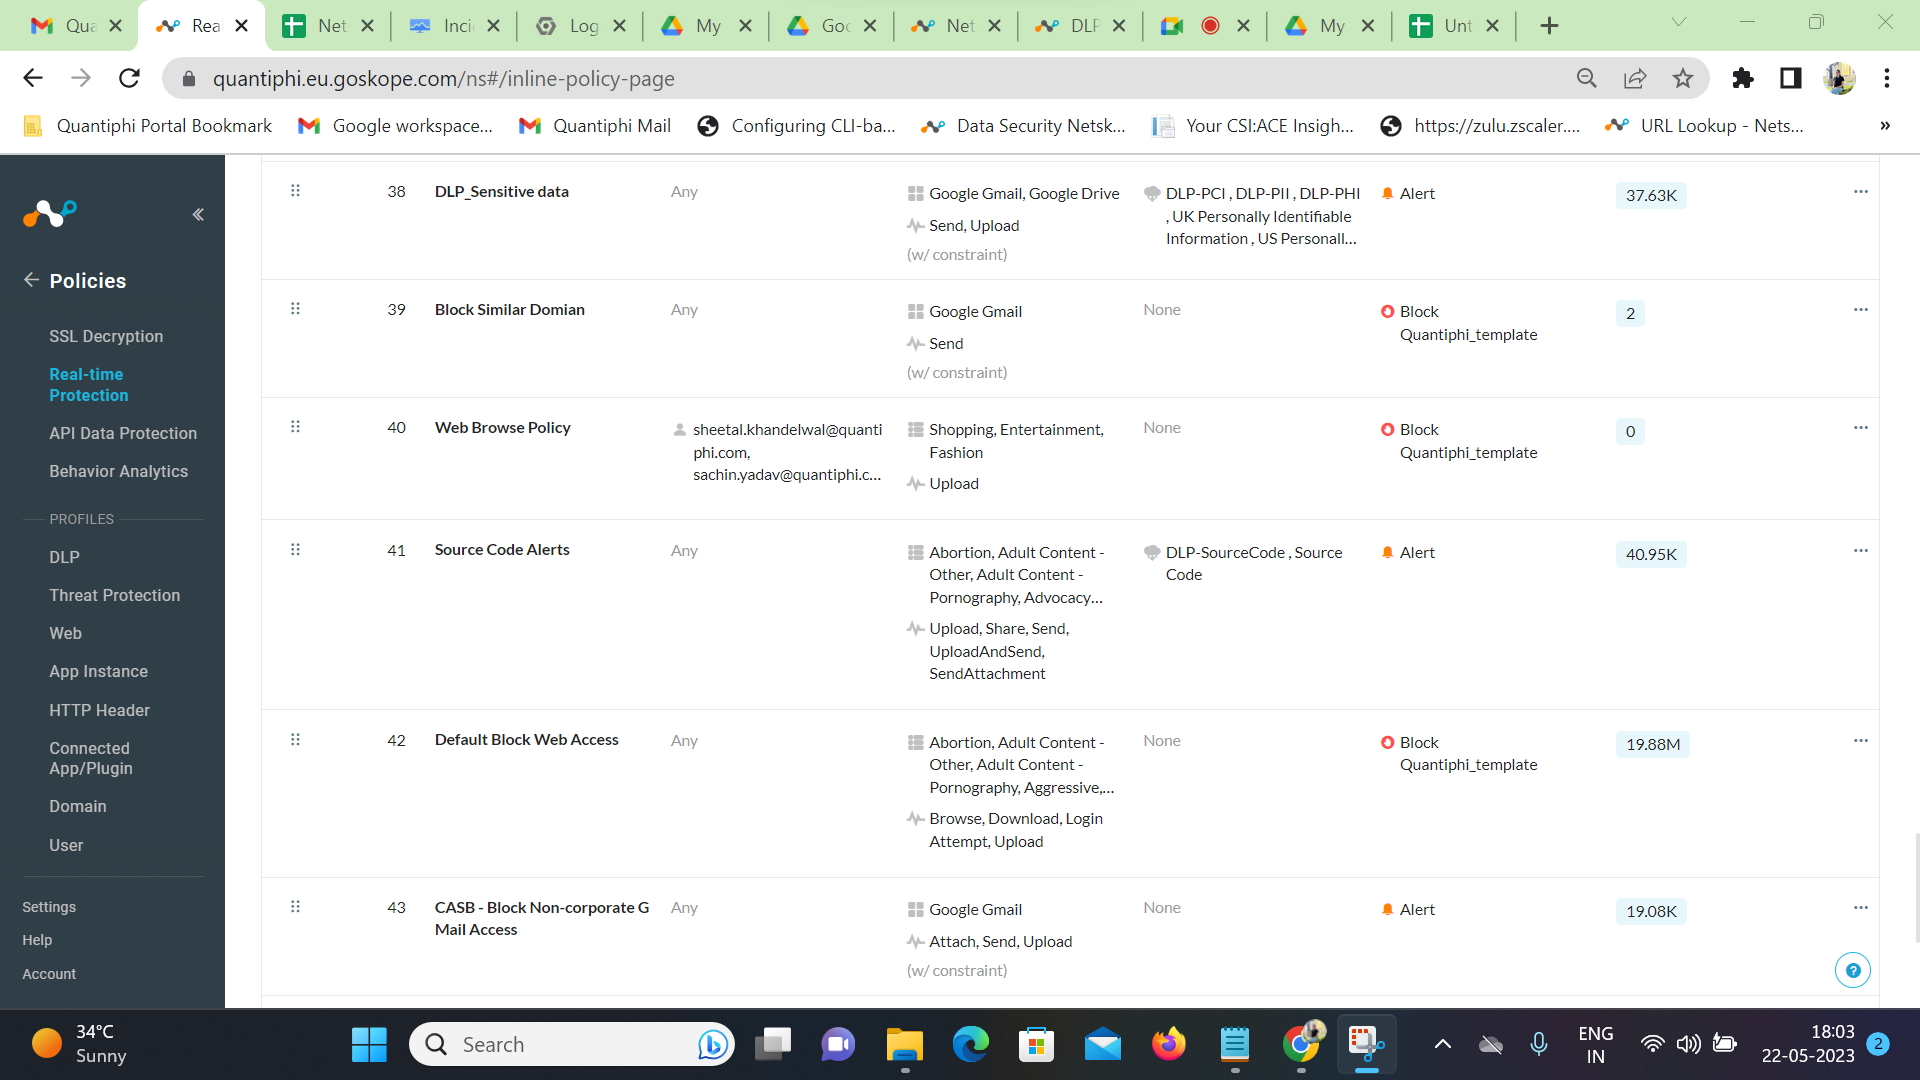 Qua
Rea
Net
Inci
Log
My
Goo
Net
DLP
My
Unt
quantiphi.eu.goskope.com/ns#/inline-policy-page
Quantiphi Portal Bookmark
Google workspace...
Quantiphi Mail
Configuring CLI-ba...
Data Security Netsk...
Your CSI:ACE Insigh...
https://zulu.zscaler....
URL Lookup - Nets...
»
Policies
SSL Decryption
Real-time
Protection
API Data Protection
Behavior Analytics
PROFILES
DLP
Threat Protection
Web
App Instance
HTTP Header
Connected
App/Plugin
Domain
User
Settings
Help
Account
38
DLP_Sensitive data
Any
Google Gmail, Google Drive
Send, Upload
(w/ constraint)
DLP-PCI , DLP-PII , DLP-PHI
, UK Personally Identifiable
Information , US Personall...
Alert
37.63K
39
Block Similar Domian
Any
Google Gmail
Send
(w/ constraint)
None
Block
Quantiphi_template
2
40
Web Browse Policy
sheetal.khandelwal@quanti
phi.com,
sachin.yadav@quantiphi.c...
Shopping, Entertainment,
Fashion
Upload
None
Block
Quantiphi_template
0
41
Source Code Alerts
Any
Abortion, Adult Content -
Other, Adult Content -
Pornography, Advocacy...
Upload, Share, Send,
UploadAndSend,
SendAttachment
DLP-SourceCode , Source
Code
Alert
40.95K
42
Default Block Web Access
Any
Abortion, Adult Content -
Other, Adult Content -
Pornography, Aggressive,...
Browse, Download, Login
Attempt, Upload
None
Block
Quantiphi_template
19.88M
43
CASB - Block Non-corporate G
Mail Access
Any
Google Gmail
Attach, Send, Upload
(w/ constraint)
None
Alert
19.08K
34°C
Sunny
Search
ENG
IN
18:03
22-05-2023
2